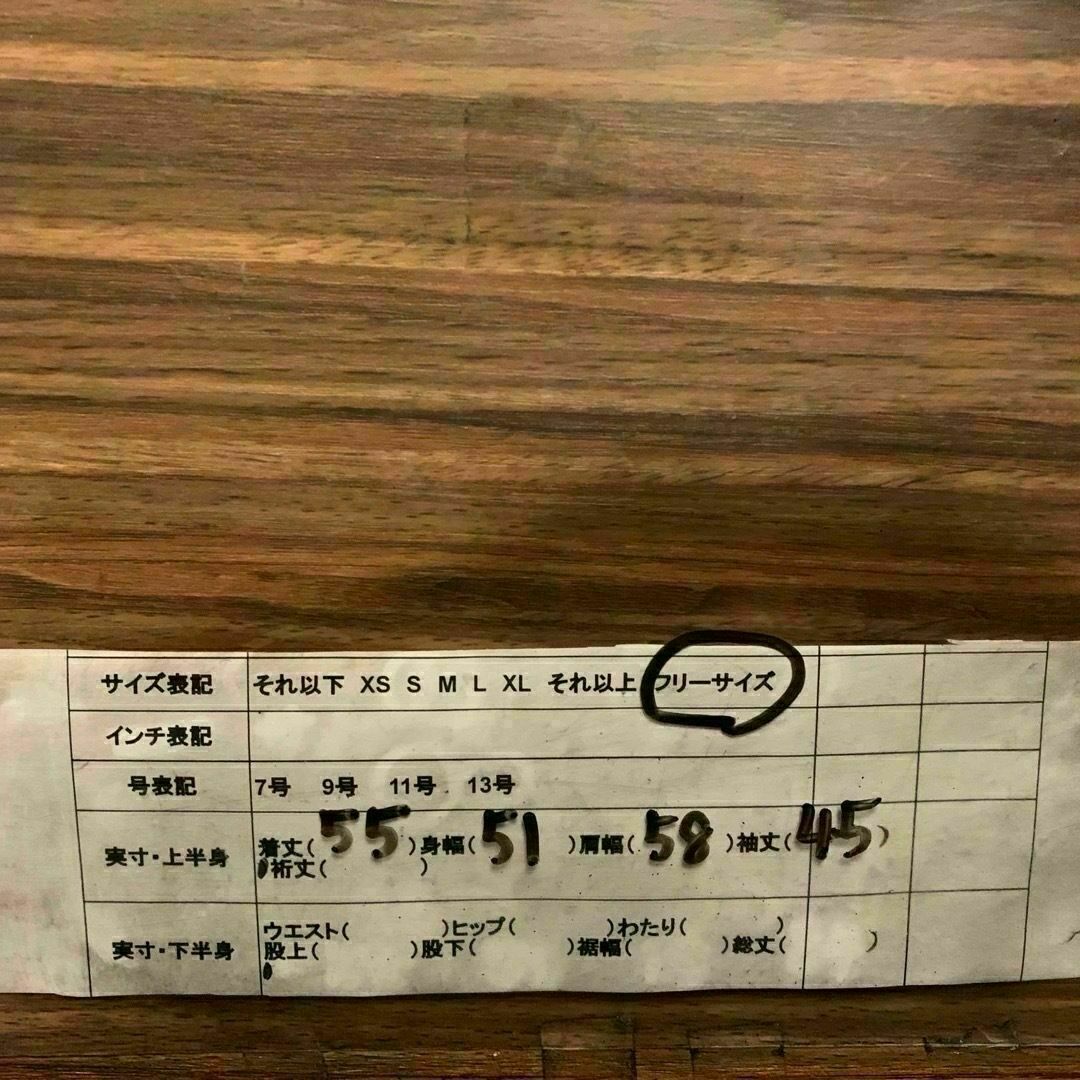 サイズ表記 それ以下 XS S M L XL それ以上 フリーサイズ
インチ表記
号表記 7号 9号 11号 13号
実寸・上半身 着丈(55)身幅(51)肩幅(58)袖丈(45)
裄丈( )
実寸・下半身 ウエスト( )ヒップ( )わたり( )
股上( )股下( )裾幅( )総丈( )